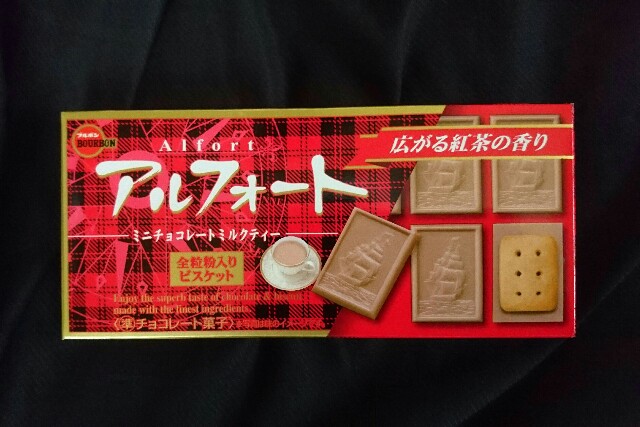 ブルボン
BOURBON
Alfort
アルフォート
ミニチョコレートミルクティー
広がる紅茶の香り
全粒粉入り
ビスケット
Enjoy the superb taste of chocolate & biscuit
made with the finest ingredients.
〈準チョコレート菓子〉